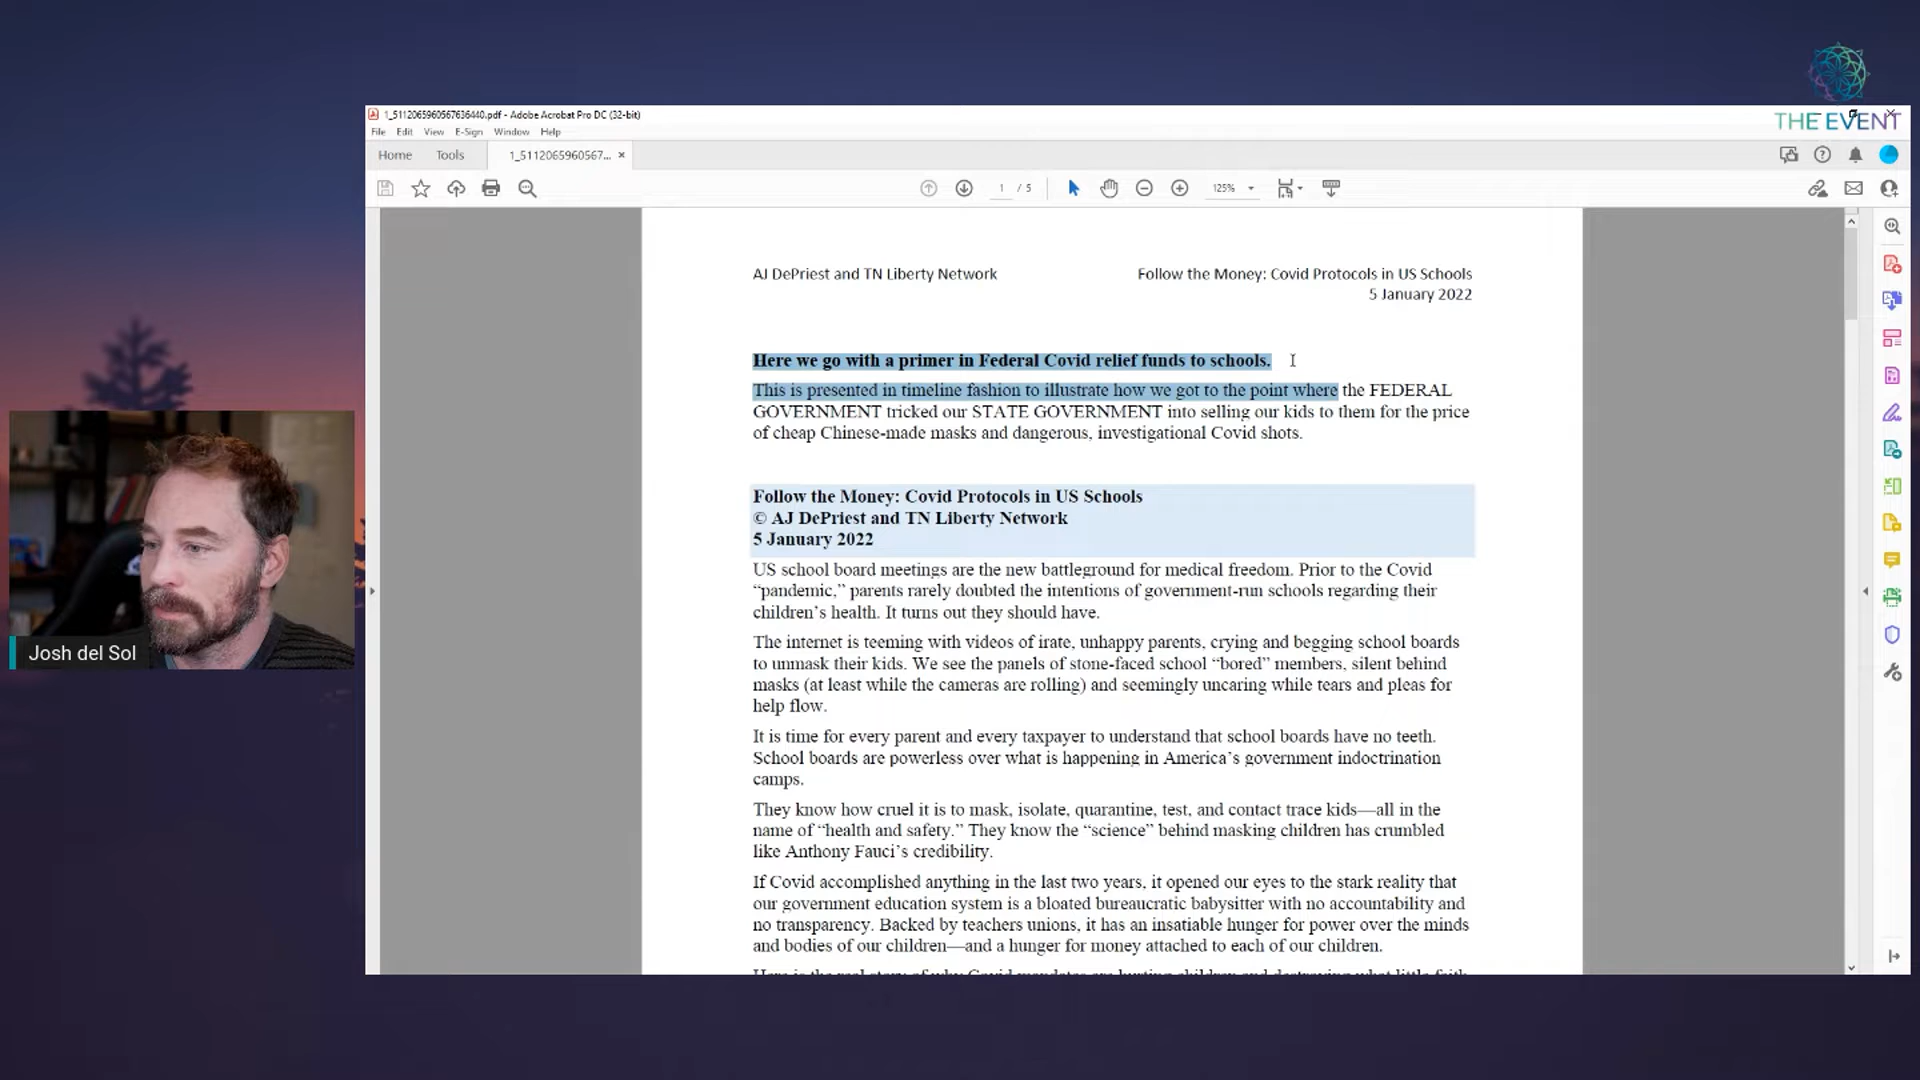 THE EVENT
1_5112065960567636440.pdf - Adobe Acrobat Pro DC (32-bit)
File Edit View E-Sign Window Help
Home Tools 1_51120659605​67... ×
1 / 5 125%
AJ DePriest and TN Liberty Network Follow the Money: Covid Protocols in US Schools
5 January 2022
Here we go with a primer in Federal Covid relief funds to schools.
This is presented in timeline fashion to illustrate how we got to the point where the FEDERAL
GOVERNMENT tricked our STATE GOVERNMENT into selling our kids to them for the price
of cheap Chinese-made masks and dangerous, investigational Covid shots.
Follow the Money: Covid Protocols in US Schools
© AJ DePriest and TN Liberty Network
5 January 2022
US school board meetings are the new battleground for medical freedom. Prior to the Covid
“pandemic,” parents rarely doubted the intentions of government-run schools regarding their
children’s health. It turns out they should have.
The internet is teeming with videos of irate, unhappy parents, crying and begging school boards
to unmask their kids. We see the panels of stone-faced school “bored” members, silent behind
masks (at least while the cameras are rolling) and seemingly uncaring while tears and pleas for
help flow.
It is time for every parent and every taxpayer to understand that school boards have no teeth.
School boards are powerless over what is happening in America’s government indoctrination
camps.
They know how cruel it is to mask, isolate, quarantine, test, and contact trace kids—all in the
name of “health and safety.” They know the “science” behind masking children has crumbled
like Anthony Fauci’s credibility.
If Covid accomplished anything in the last two years, it opened our eyes to the stark reality that
our government education system is a bloated bureaucratic babysitter with no accountability and
no transparency. Backed by teachers unions, it has an insatiable hunger for power over the minds
and bodies of our children—and a hunger for money attached to each of our children.
Josh del Sol